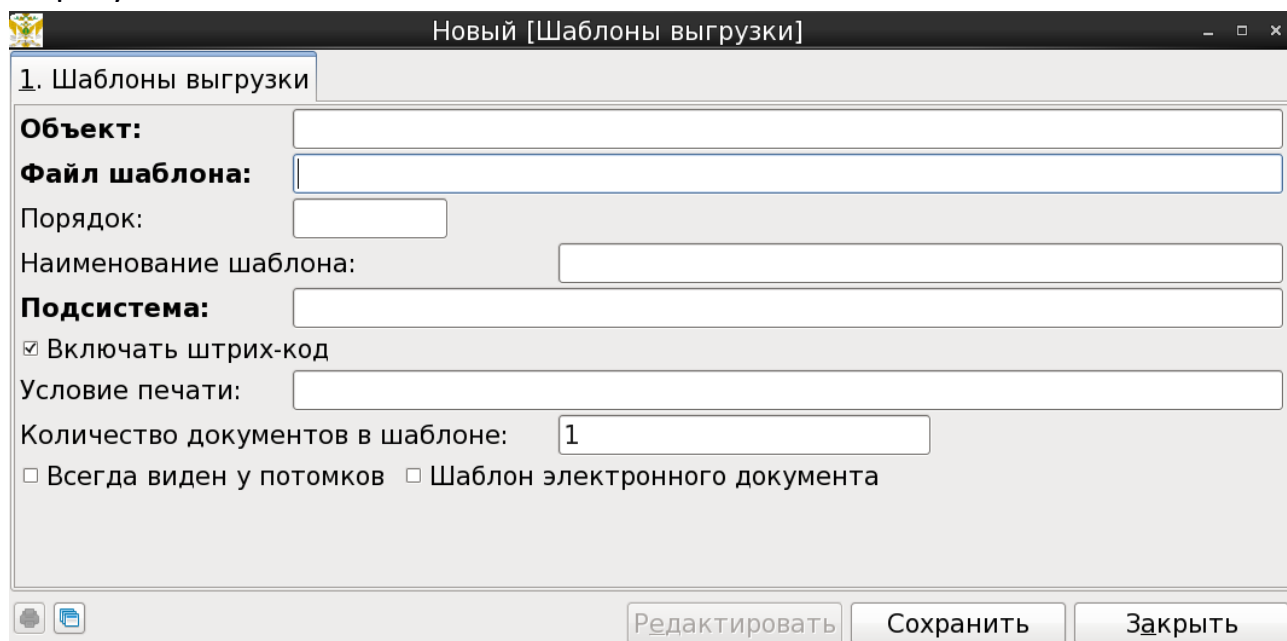 Новый [Шаблоны выгрузки]
1. Шаблоны выгрузки
Объект:
Файл шаблона:
Порядок:
Наименование шаблона:
Подсистема:
Включать штрих-код
Условие печати:
Количество документов в шаблоне: 1
Всегда виден у потомков Шаблон электронного документа
Редактировать Сохранить Закрыть